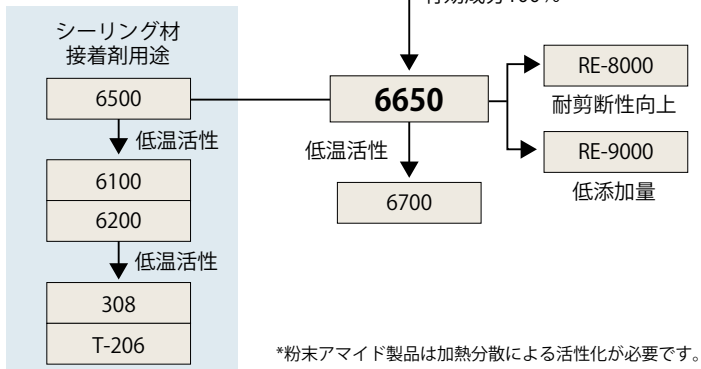 シーリング材
接着剤用途
6500
低温活性
6100
6200
低温活性
308
T-206
6650
低温活性
6700
RE-8000
耐剪断性向上
RE-9000
低添加量
*粉末アマイド製品は加熱分散による活性化が必要です。